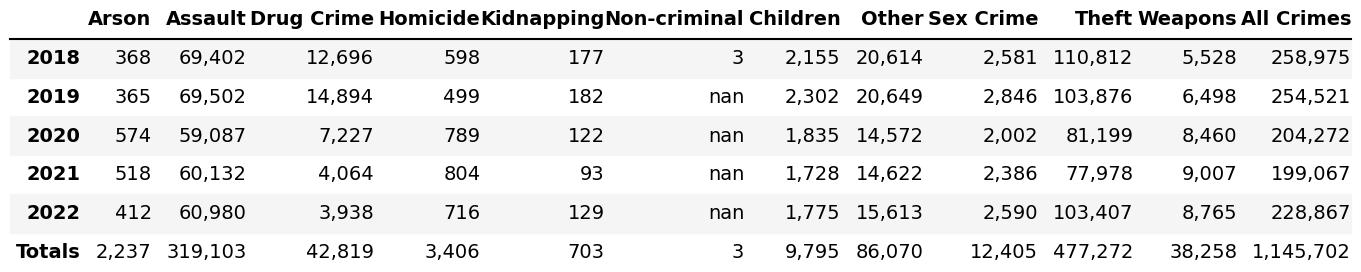 Arson Assault Drug Crime Homicide Kidnapping Non-criminal Children Other Sex Crime Theft Weapons All Crimes
2018 368 69,402 12,696 598 177 3 2,155 20,614 2,581 110,812 5,528 258,975
2019 365 69,502 14,894 499 182 nan 2,302 20,649 2,846 103,876 6,498 254,521
2020 574 59,087 7,227 789 122 nan 1,835 14,572 2,002 81,199 8,460 204,272
2021 518 60,132 4,064 804 93 nan 1,728 14,622 2,386 77,978 9,007 199,067
2022 412 60,980 3,938 716 129 nan 1,775 15,613 2,590 103,407 8,765 228,867
Totals 2,237 319,103 42,819 3,406 703 3 9,795 86,070 12,405 477,272 38,258 1,145,702